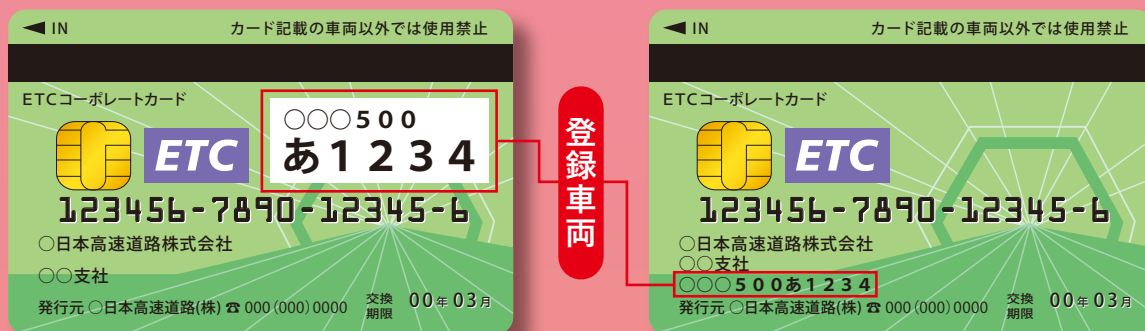 ◀ IN カード記載の車両以外では使用禁止
ETCコーポレートカード
○○○500
あ1234
ETC
123456-7890-12345-6
○日本高速道路株式会社
○○支社
発行元 ○日本高速道路(株) ☎ 000 (000) 0000 交換期限 00年 03月
登録車両
◀ IN カード記載の車両以外では使用禁止
ETCコーポレートカード
ETC
123456-7890-12345-6
○日本高速道路株式会社
○○支社
○○○500あ1234
発行元 ○日本高速道路(株) ☎ 000 (000) 0000 交換期限 00年 03月